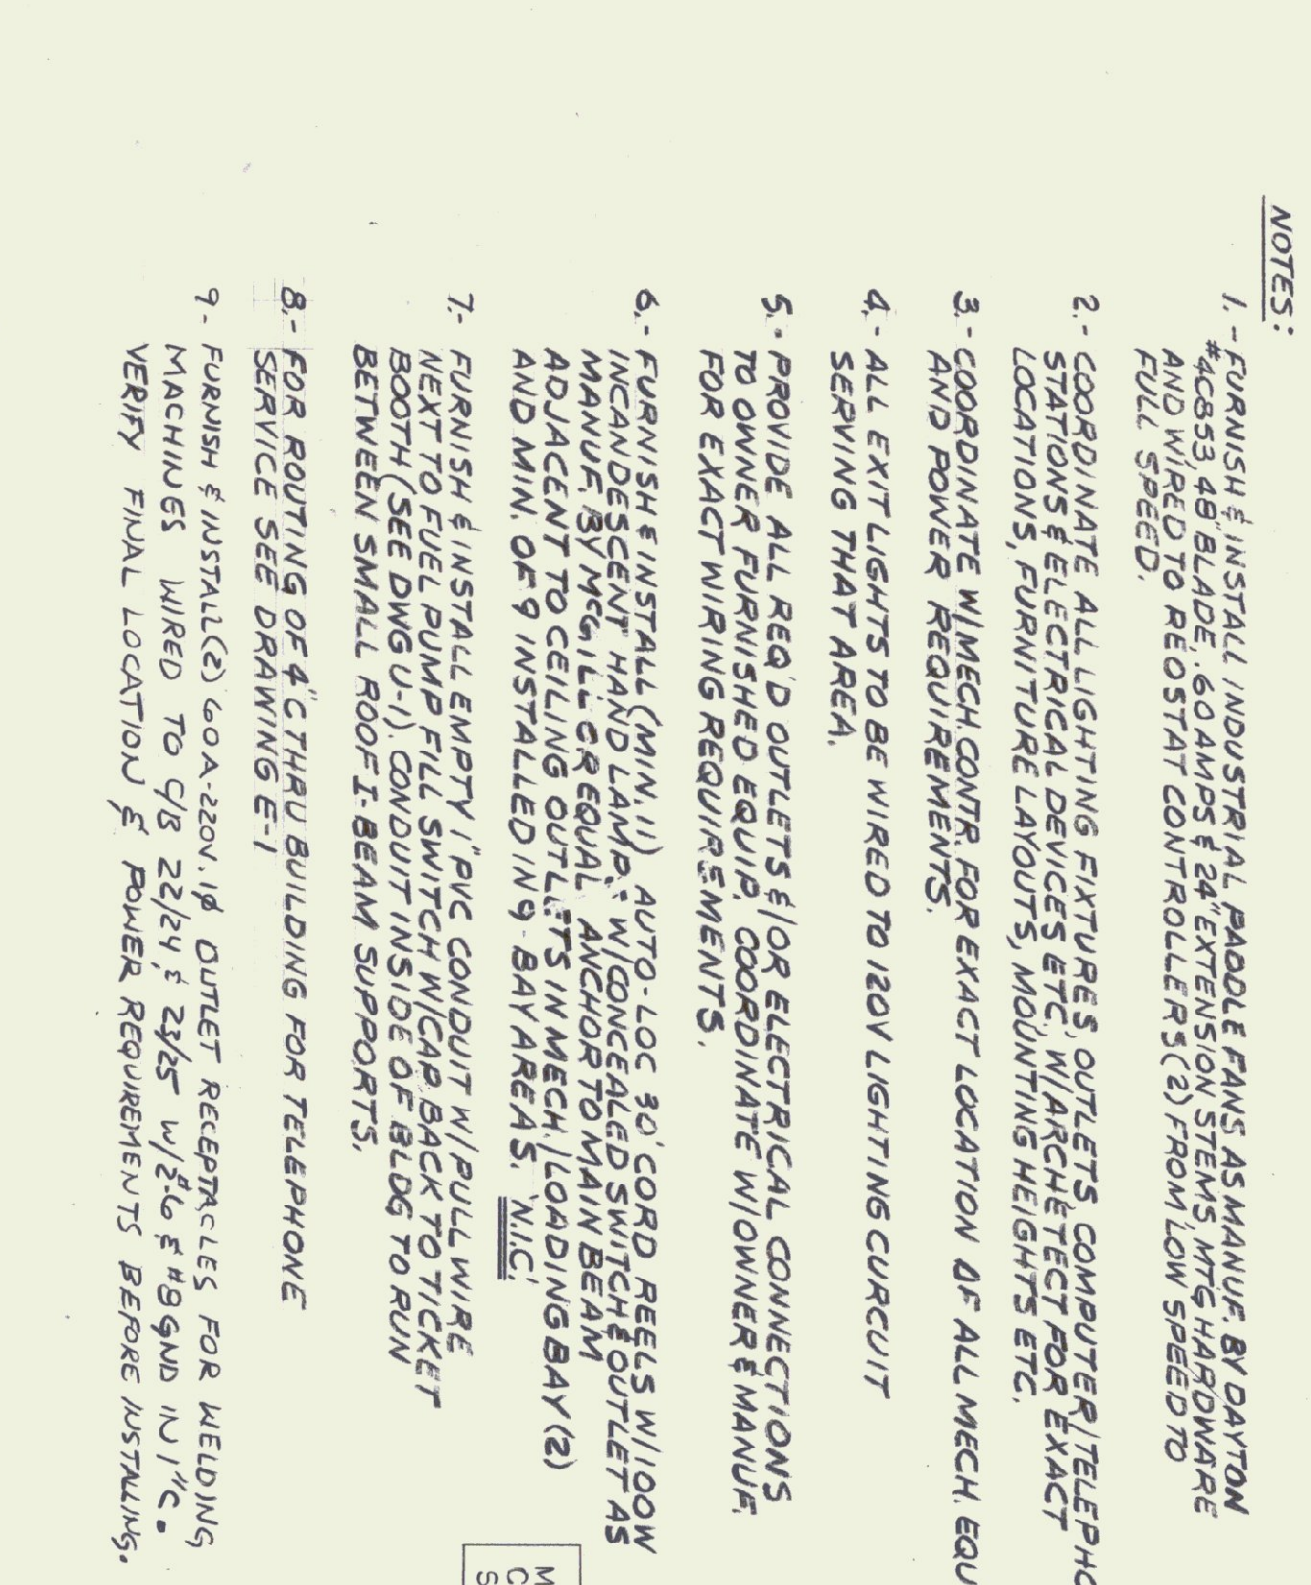 NOTES:
1.- FURNISH & INSTALL INDUSTRIAL PADDLE FANS AS MANUF. BY DAYTON
#4C853, 48" BLADE, .60 AMPS & 24" EXTENSION STEMS, MTG HARDWARE
AND WIRED TO REOSTAT CONTROLLERS (2) FROM LOW SPEED TO
FULL SPEED.
2.- COORDINATE ALL LIGHTING FIXTURES, OUTLETS, COMPUTER/TELEPHO
STATIONS & ELECTRICAL DEVICES ETC, W/ARCHETECT FOR EXACT
LOCATIONS, FURNITURE LAYOUTS, MOUNTING HEIGHTS ETC.
3.- COORDINATE W/MECH. CONTR. FOR EXACT LOCATION OF ALL MECH. EQU
AND POWER REQUIREMENTS.
4.- ALL EXIT LIGHTS TO BE WIRED TO 120V LIGHTING CURCUIT
SERVING THAT AREA.
5.- PROVIDE ALL REQ'D OUTLETS &/OR ELECTRICAL CONNECTIONS
TO OWNER FURNISHED EQUIP. COORDINATE W/OWNER & MANUF.
FOR EXACT WIRING REQUIREMENTS.
6.- FURNISH & INSTALL (MIN. 11) AUTO-LOC 30' CORD REELS W/100W
INCANDESCENT HAND LAMPS W/CONCEALED SWITCH & OUTLET AS
MANUF. BY McGILL OR EQUAL ANCHOR TO MAIN BEAM
ADJACENT TO CEILING OUTLETS IN MECH./LOADING BAY (2)
AND MIN. OF 9 INSTALLED IN 9-BAY AREAS. 'N.I.C.'
7.- FURNISH & INSTALL EMPTY 1" PVC CONDUIT W/PULL WIRE
NEXT TO FUEL PUMP FILL SWITCH W/CAP BACK TO TICKET
BOOTH (SEE DWG U-1). CONDUIT INSIDE OF BLDG TO RUN
BETWEEN SMALL ROOF I-BEAM SUPPORTS.
8.- FOR ROUTING OF 4"C THRU BUILDING FOR TELEPHONE
SERVICE SEE DRAWING E-1
9- FURNISH & INSTALL (2) 60A-220V. 1Ø OUTLET RECEPTACLES FOR WELDING
MACHINES WIRED TO C/B 22/24 & 23/25 W/2-#6 & #8 GND IN 1"C.
VERIFY FINAL LOCATION & POWER REQUIREMENTS BEFORE INSTALLING.
M
C
S